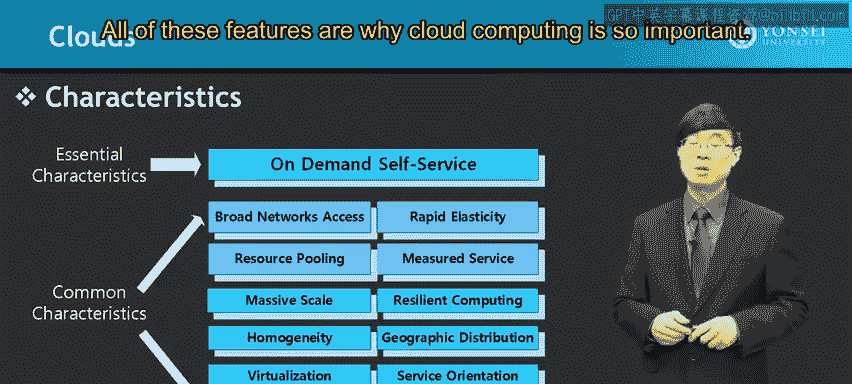 Clouds
All of these features are why cloud computing is so important.
YONSEI
UNIVERSITY
❖ Characteristics
Essential
Characteristics
On Demand Self-Service
Broad Networks Access
Rapid Elasticity
Resource Pooling
Measured Service
Common
Characteristics
Massive Scale
Resilient Computing
Homogeneity
Geographic Distribution
Virtualization
Service Orientation